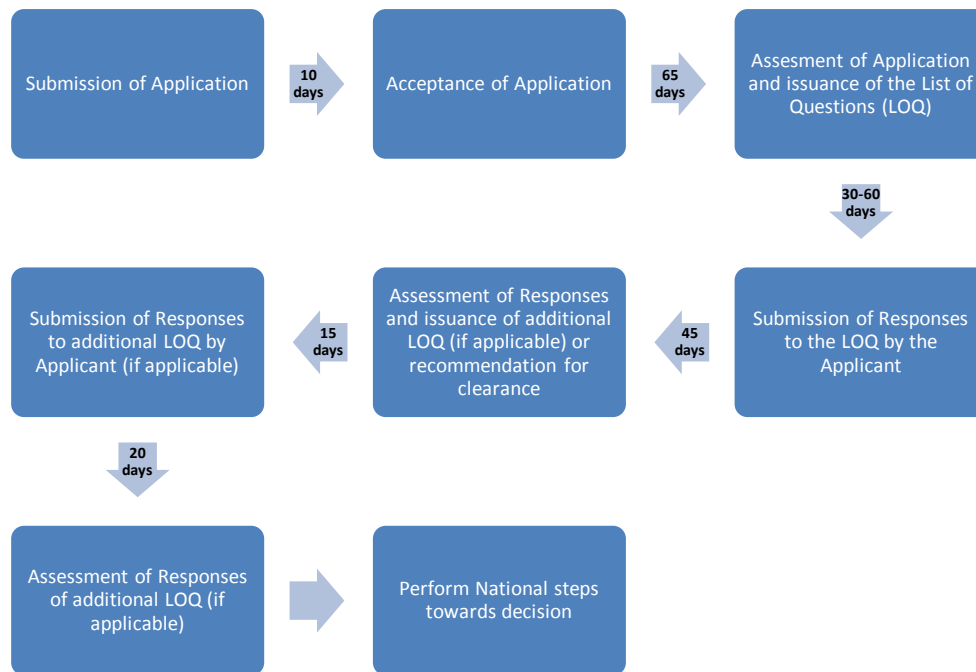 Submission of Application
10
days
Acceptance of Application
65
days
Assesment of Application
and issuance of the List of
Questions (LOQ)
30-60
days
Submission of Responses
to the LOQ by the
Applicant
45
days
Assessment of Responses
and issuance of additional
LOQ (if applicable) or
recommendation for
clearance
15
days
Submission of Responses
to additional LOQ by
Applicant (if applicable)
20
days
Assessment of Responses
of additional LOQ (if
applicable)
Perform National steps
towards decision